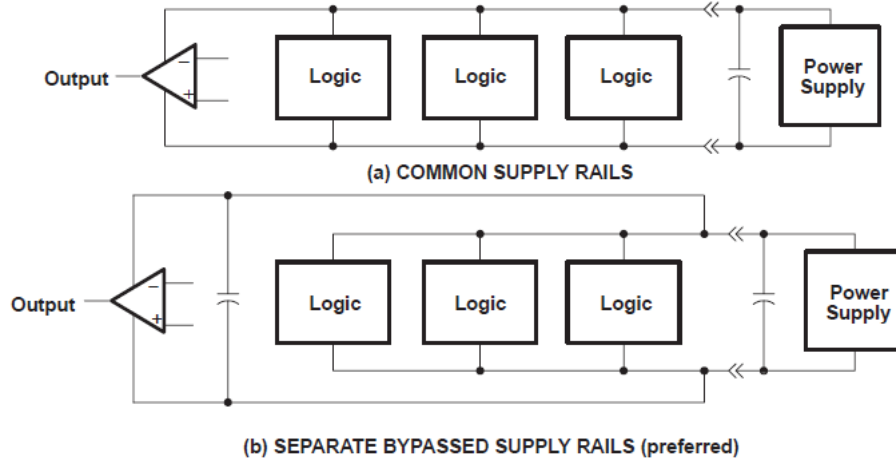 Output
−
+
Logic
Logic
Logic
Power
Supply
(a) COMMON SUPPLY RAILS
Output
−
+
Logic
Logic
Logic
Power
Supply
(b) SEPARATE BYPASSED SUPPLY RAILS (preferred)